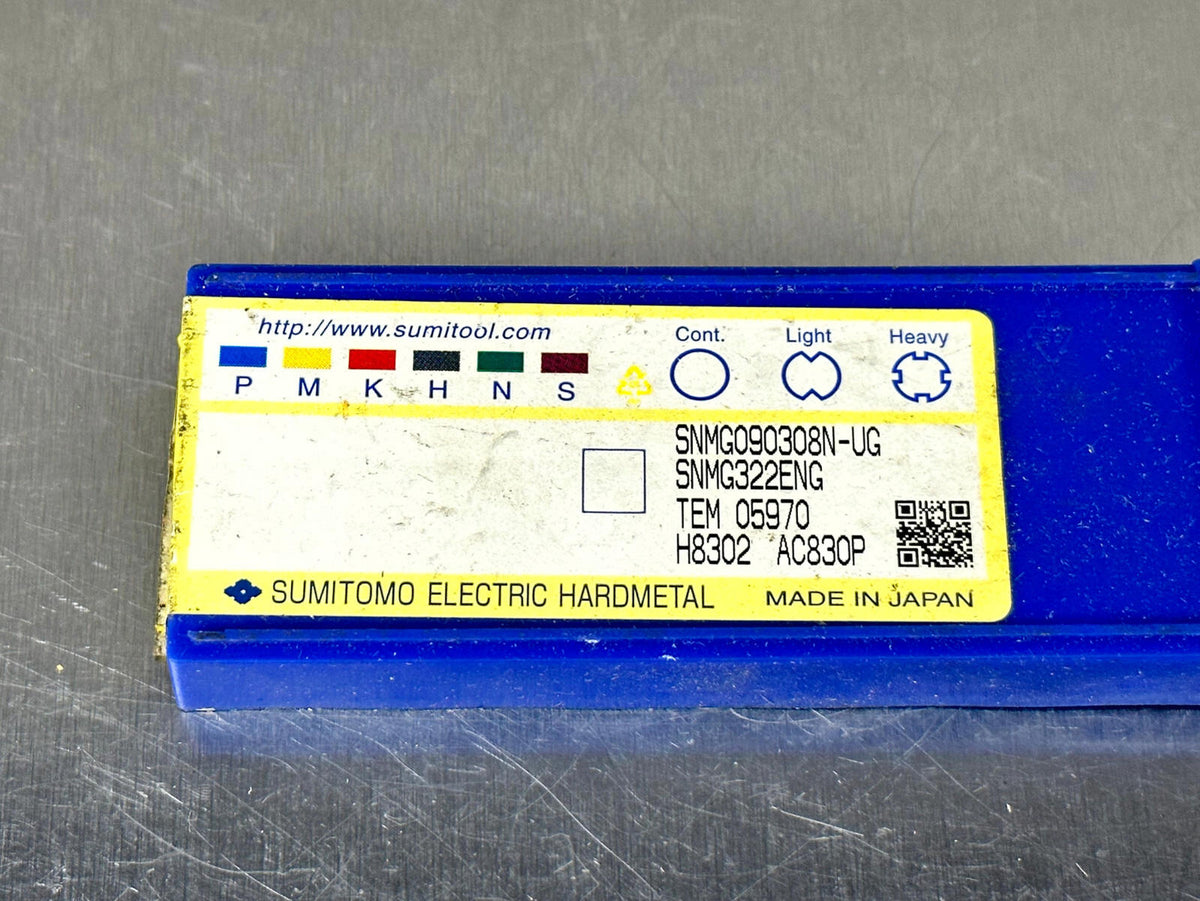 http://www.sumitool.com
Cont. Light Heavy
P M K H N S
SNMG090308N-UG
SNMG322ENG
TEM 05970
H8302 AC830P
SUMITOMO ELECTRIC HARDMETAL MADE IN JAPAN